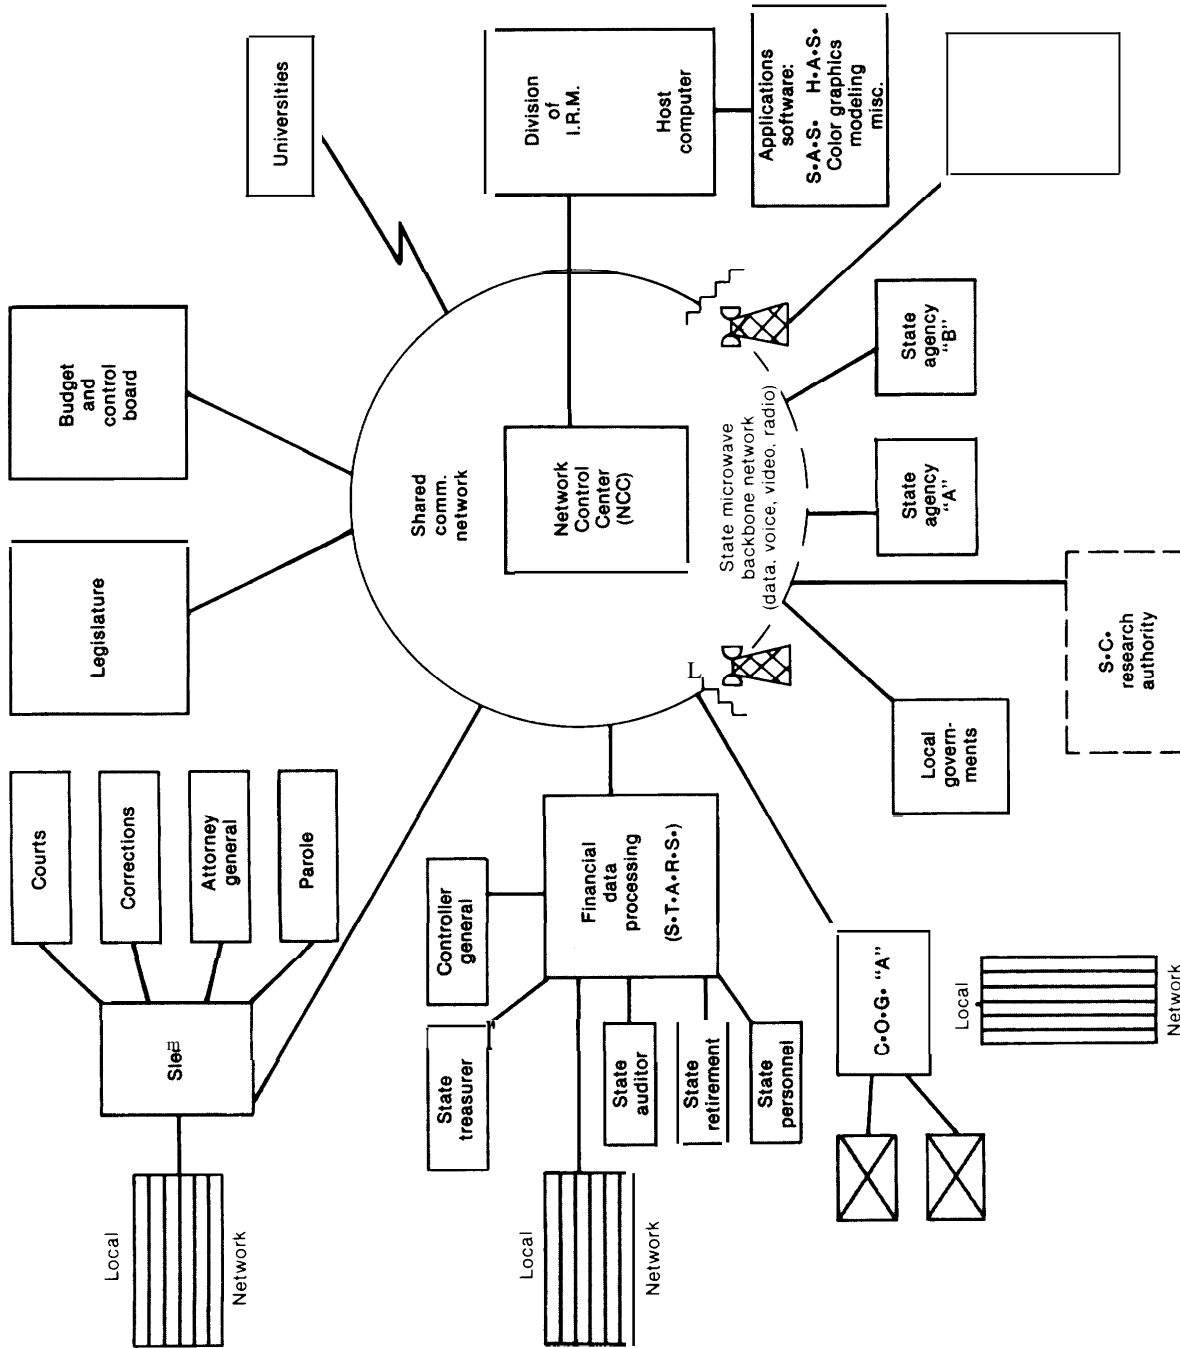 Courts
Corrections
Attorney
general
Parole
Local
Network
Legislature
Budget
and
control
board
Universities
Controller
general
State
treasurer
Financial
data
processing
(S•T•A•R•S•)
Local
Network
State
auditor
State
retirement
State
personnel
Shared
comm.
network
Network
Control
Center
(NCC)
Division
of
I.R.M.
Host
computer
Applications
software:
S•A•S• H•A•S•
Color graphics
modeling
misc.
State microwave
backbone network
(data, voice, video, radio)
L
C•O•G• “A”
Local
Network
Local
govern-
ments
State
agency
“A”
State
agency
“B”
S•C•
research
authority